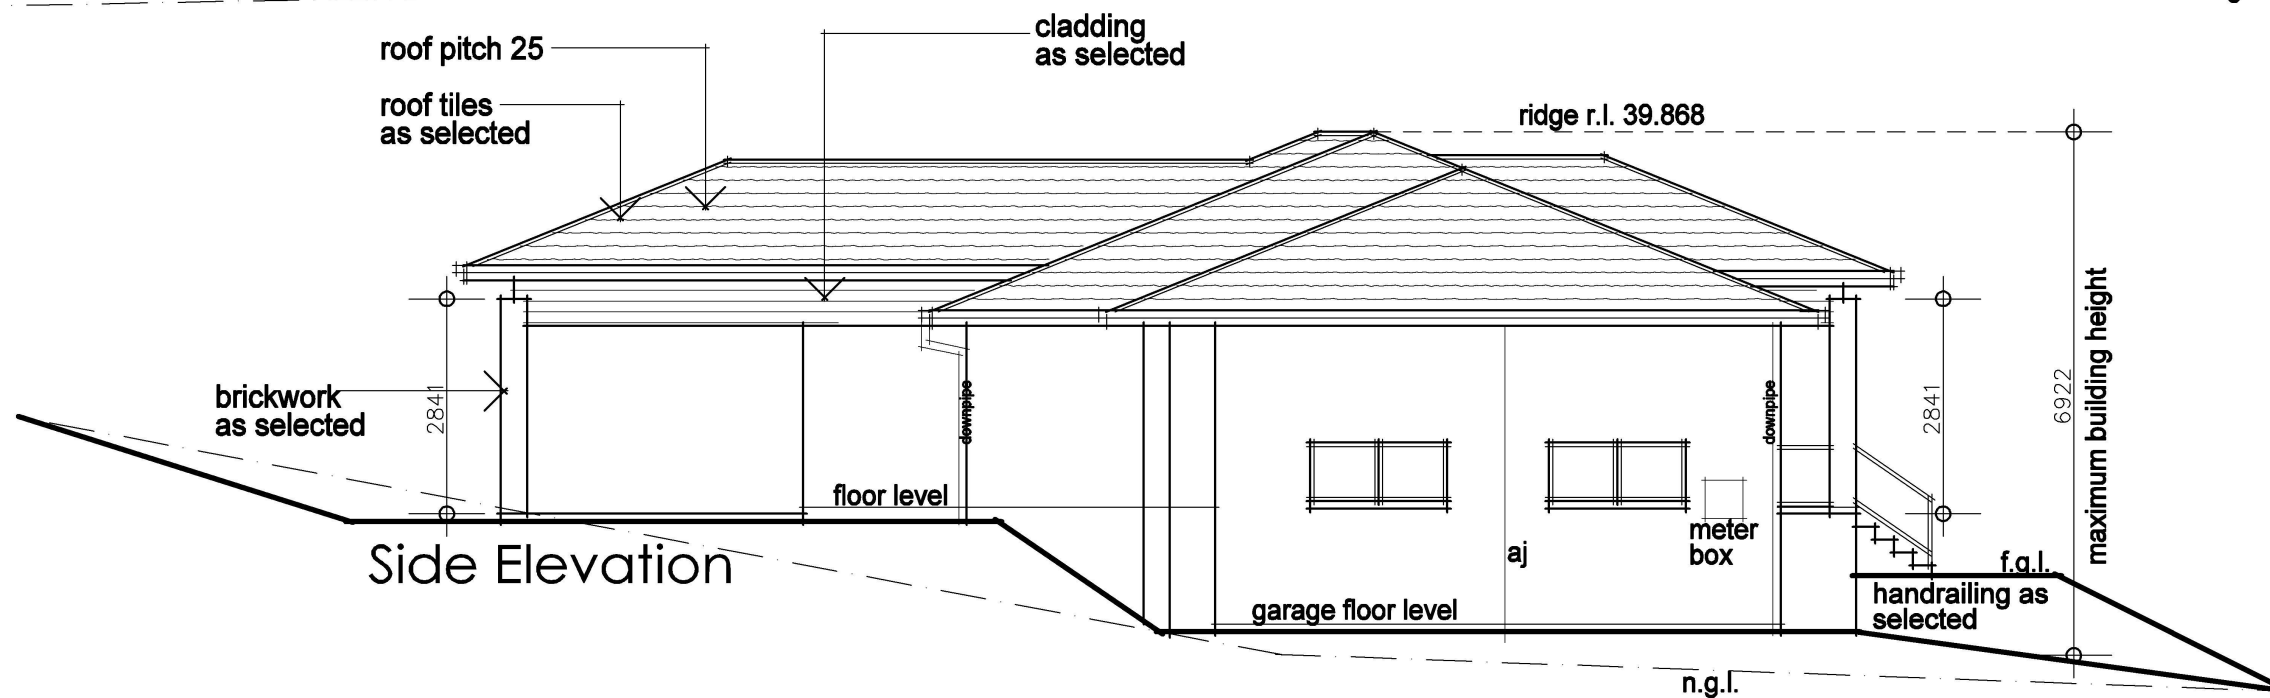 cladding
as selected
roof pitch 25
roof tiles
as selected
ridge r.l. 39.868
brickwork
as selected
2841
downpipe
downpipe
2841
6922
maximum building height
floor level
Side Elevation
meter
box
aj
f.g.l.
garage floor level
handrailing as
selected
n.g.l.